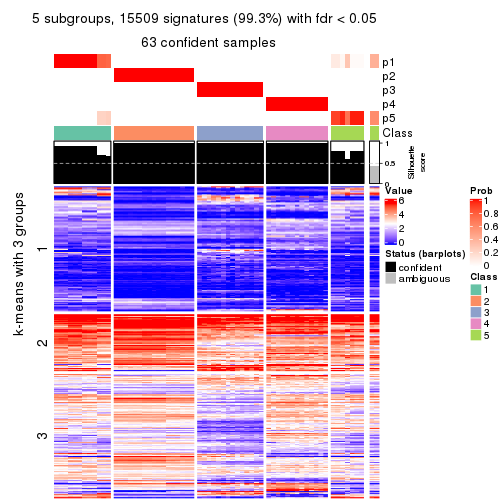 5 subgroups, 15509 signatures (99.3%) with fdr < 0.05
63 confident samples
p1
p2
p3
p4
p5
Class
1
0.5
0
Silhouette
score
k-means with 3 groups
1
2
3
Value
6
4
2
0
Status (barplots)
confident
ambiguous
Prob
1
0.8
0.6
0.4
0.2
0
Class
1
2
3
4
5